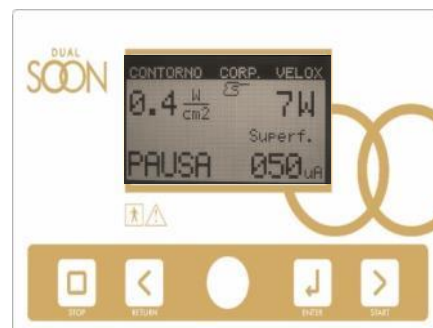 DUAL
SOON
CONTORNO CORP. VELOX
0.4 W/cm2 7W
Superf.
PAUSA 050uA
STOP
RETURN
ENTER
START